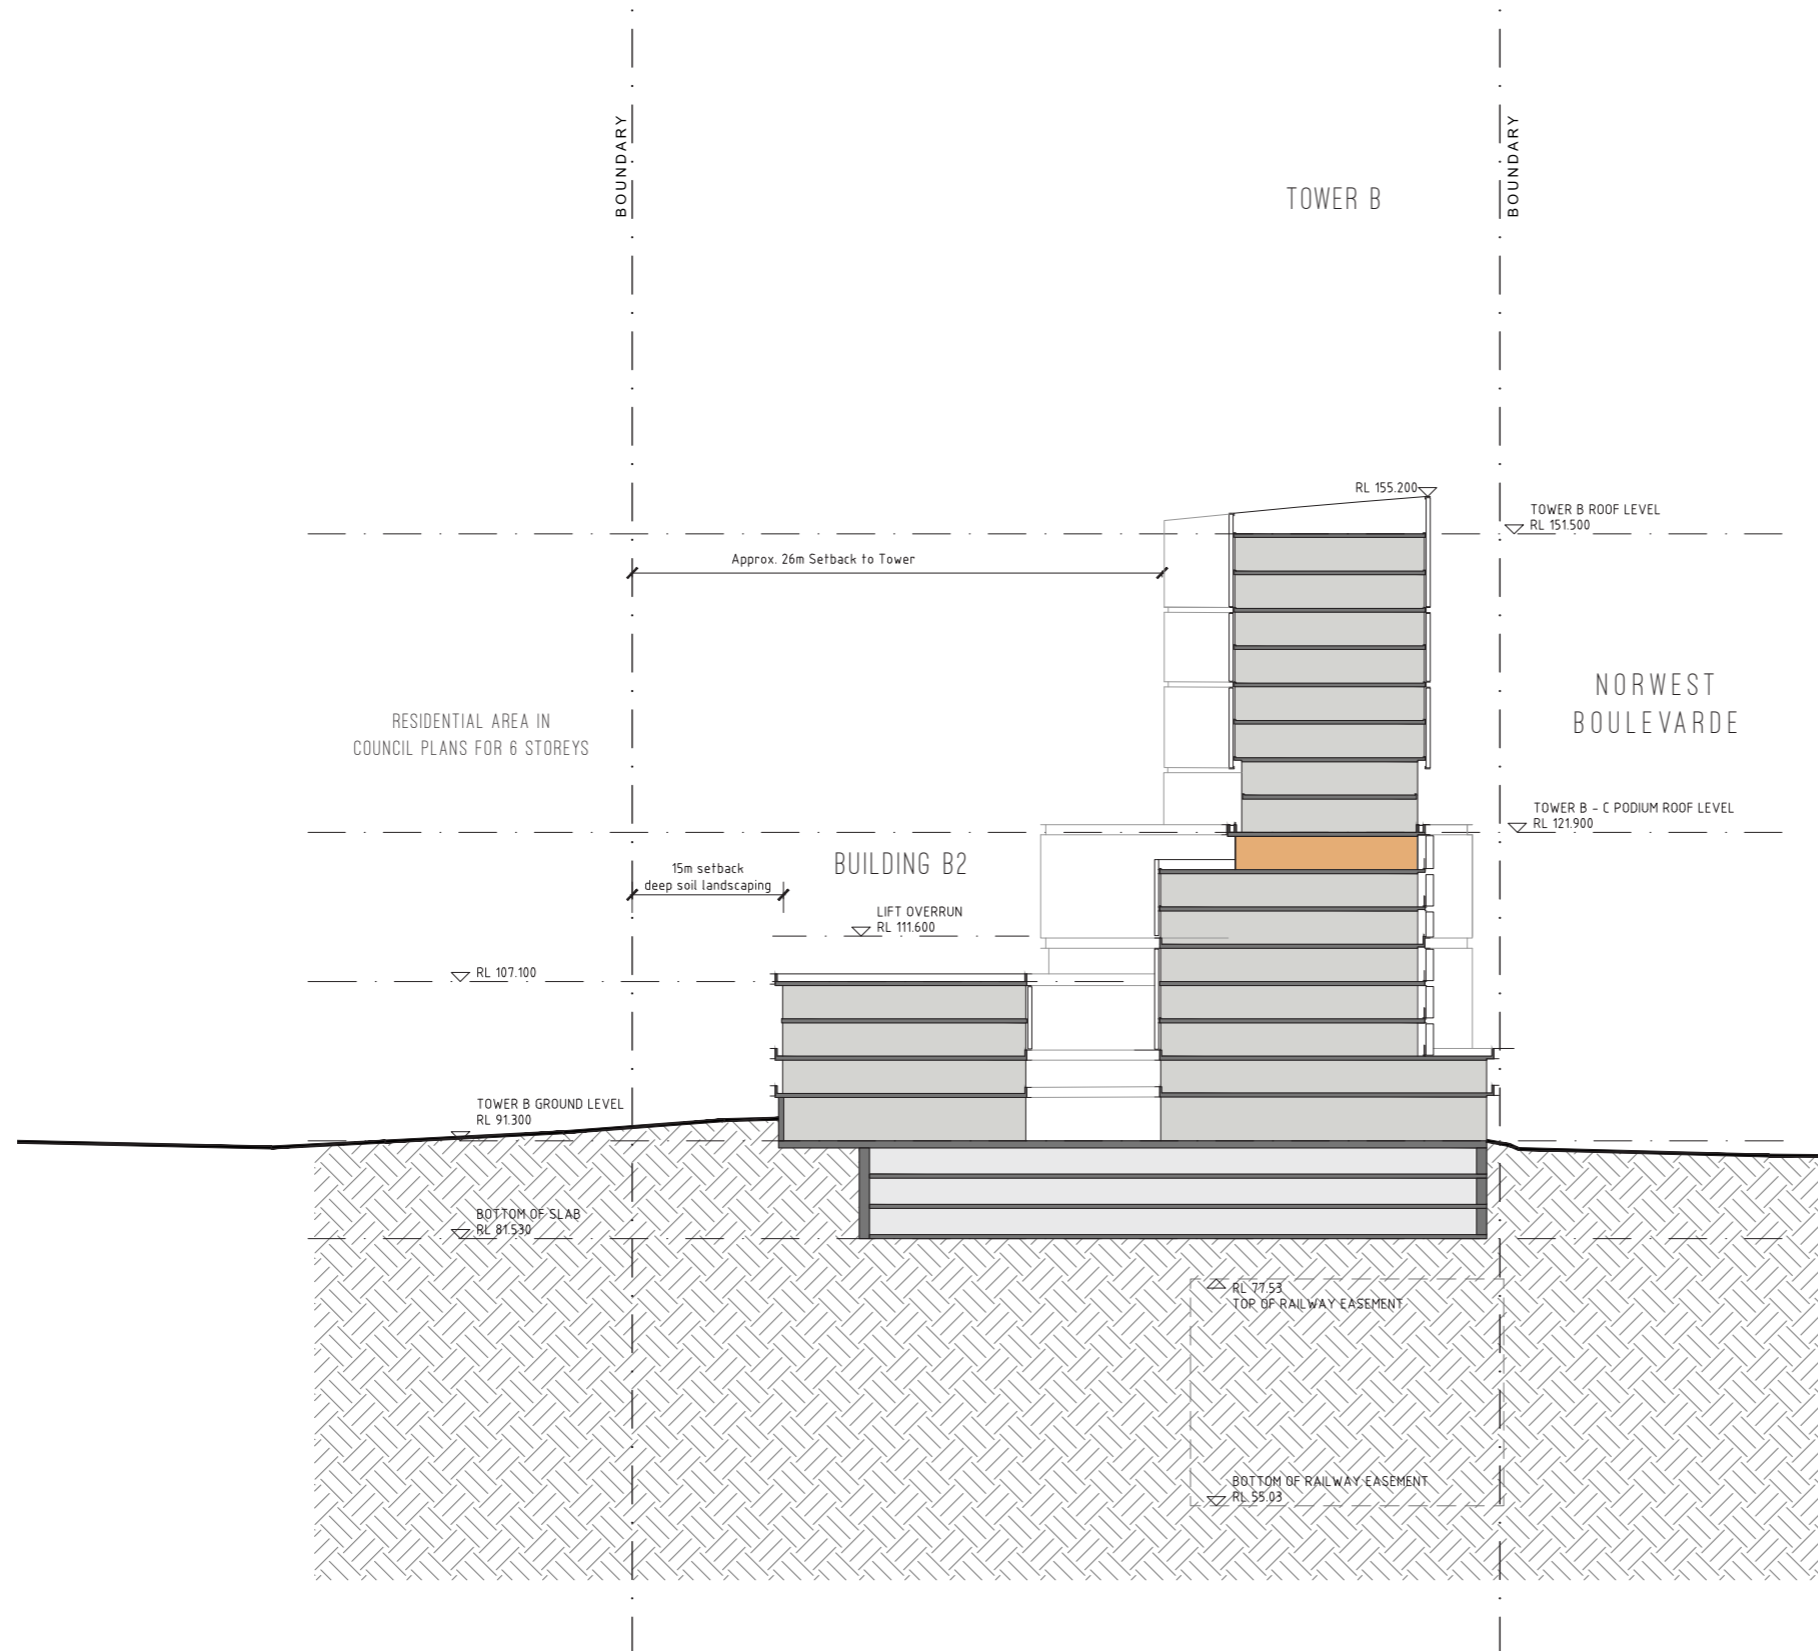 BOUNDARY
BOUNDARY
TOWER B
RL 155.200
TOWER B ROOF LEVEL
RL 151.500
Approx. 26m Setback to Tower
NORWEST
BOULEVARDE
RESIDENTIAL AREA IN
COUNCIL PLANS FOR 6 STOREYS
TOWER B - C PODIUM ROOF LEVEL
RL 121.900
BUILDING B2
15m setback
deep soil landscaping
LIFT OVERRUN
RL 111.600
RL 107.100
TOWER B GROUND LEVEL
RL 91.300
BOTTOM OF SLAB
RL 81.530
RL 77.53
TOP OF RAILWAY EASEMENT
BOTTOM OF RAILWAY EASEMENT
RL 55.03